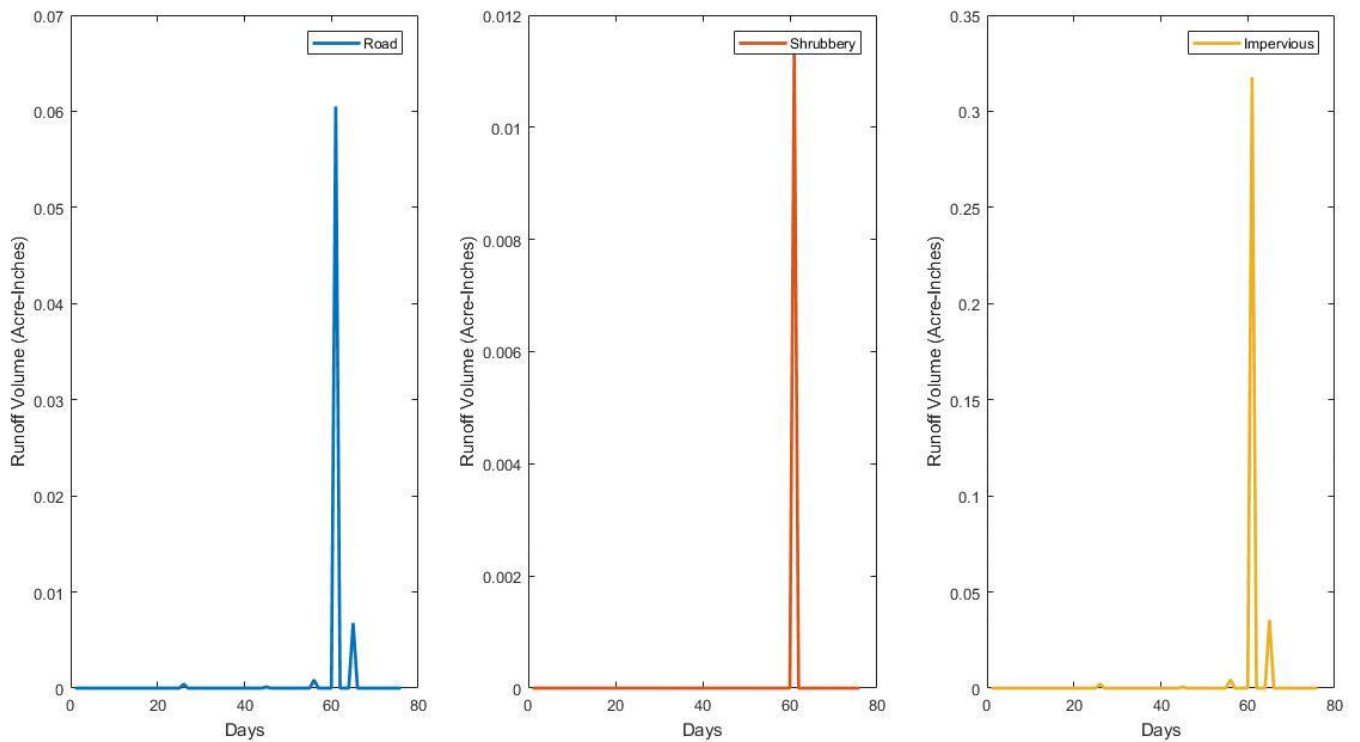 Road
0.07
0.06
0.05
0.04
0.03
0.02
0.01
0
0 20 40 60 80
Days
Runoff Volume (Acre-Inches)
Shrubbery
0.012
0.01
0.008
0.006
0.004
0.002
0
0 20 40 60 80
Days
Runoff Volume (Acre-Inches)
Impervious
0.35
0.3
0.25
0.2
0.15
0.1
0.05
0
0 20 40 60 80
Days
Runoff Volume (Acre-Inches)